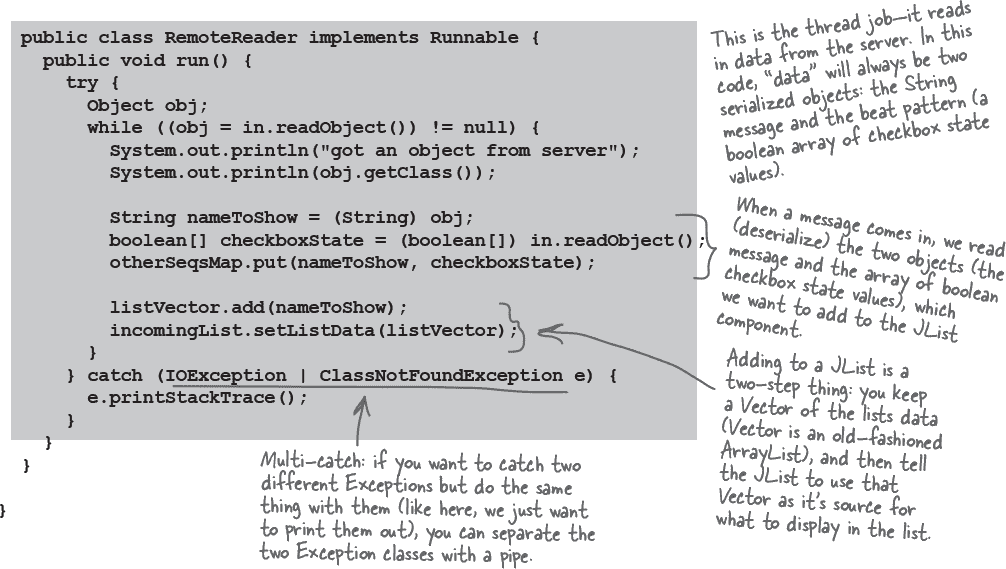 public class RemoteReader implements Runnable {
public void run() {
try {
Object obj;
while ((obj = in.readObject()) != null) {
System.out.println("got an object from server");
System.out.println(obj.getClass());
String nameToShow = (String) obj;
boolean[] checkboxState = (boolean[]) in.readObject();
otherSeqsMap.put(nameToShow, checkboxState);
listVector.add(nameToShow);
incomingList.setListData(listVector);
}
} catch (IOException | ClassNotFoundException e) {
e.printStackTrace();
}
}
}
}
This is the thread job—it reads
in data from the server. In this
code, "data" will always be two
serialized objects: the String
message and the beat pattern (a
boolean array of checkbox state
values).
When a message comes in, we read
(deserialize) the two objects (the
message and the array of boolean
checkbox state values), which
we want to add to the JList
component.
Adding to a JList is a
two-step thing: you keep
a Vector of the lists data
(Vector is an old-fashioned
ArrayList), and then tell
the JList to use that
Vector as it's source for
what to display in the list.
Multi-catch: if you want to catch two
different Exceptions but do the same
thing with them (like here, we just want
to print them out), you can separate the
two Exception classes with a pipe.